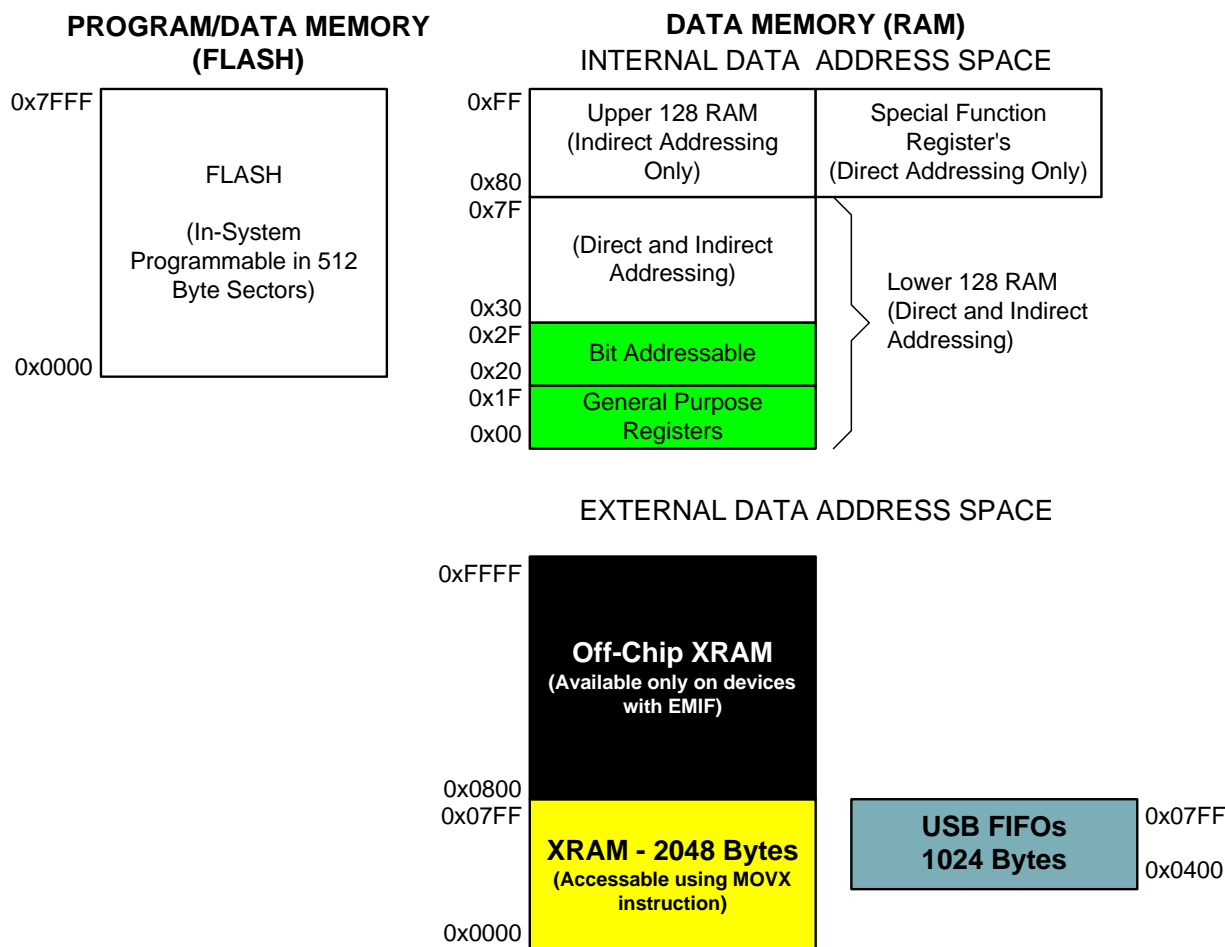 PROGRAM/DATA MEMORY
(FLASH)
0x7FFF
FLASH
(In-System
Programmable in 512
Byte Sectors)
0x0000
DATA MEMORY (RAM)
INTERNAL DATA ADDRESS SPACE
0xFF
Upper 128 RAM
(Indirect Addressing
Only)
0x80
Special Function
Register's
(Direct Addressing Only)
0x7F
(Direct and Indirect
Addressing)
0x30
Lower 128 RAM
(Direct and Indirect
Addressing)
0x2F
Bit Addressable
0x20
0x1F
General Purpose
Registers
0x00
EXTERNAL DATA ADDRESS SPACE
0xFFFF
Off-Chip XRAM
(Available only on devices
with EMIF)
0x0800
0x07FF
XRAM - 2048 Bytes
(Accessable using MOVX
instruction)
0x0000
USB FIFOs
1024 Bytes
0x07FF
0x0400